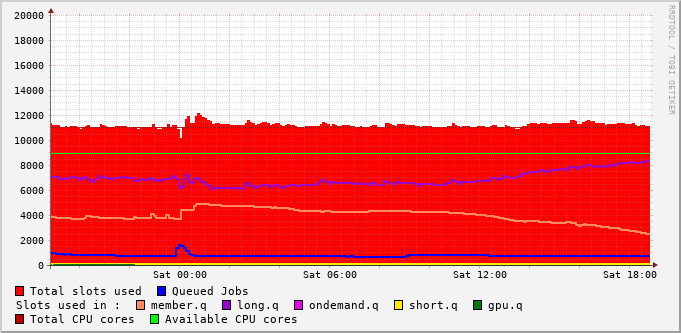 20000
18000
16000
14000
12000
10000
8000
6000
4000
2000
0
Sat 00:00 Sat 06:00 Sat 12:00 Sat 18:00
RRDTOOL / TOBI OETIKER
Total slots used Queued Jobs
Slots used in : member.q long.q ondemand.q short.q gpu.q
Total CPU cores Available CPU cores